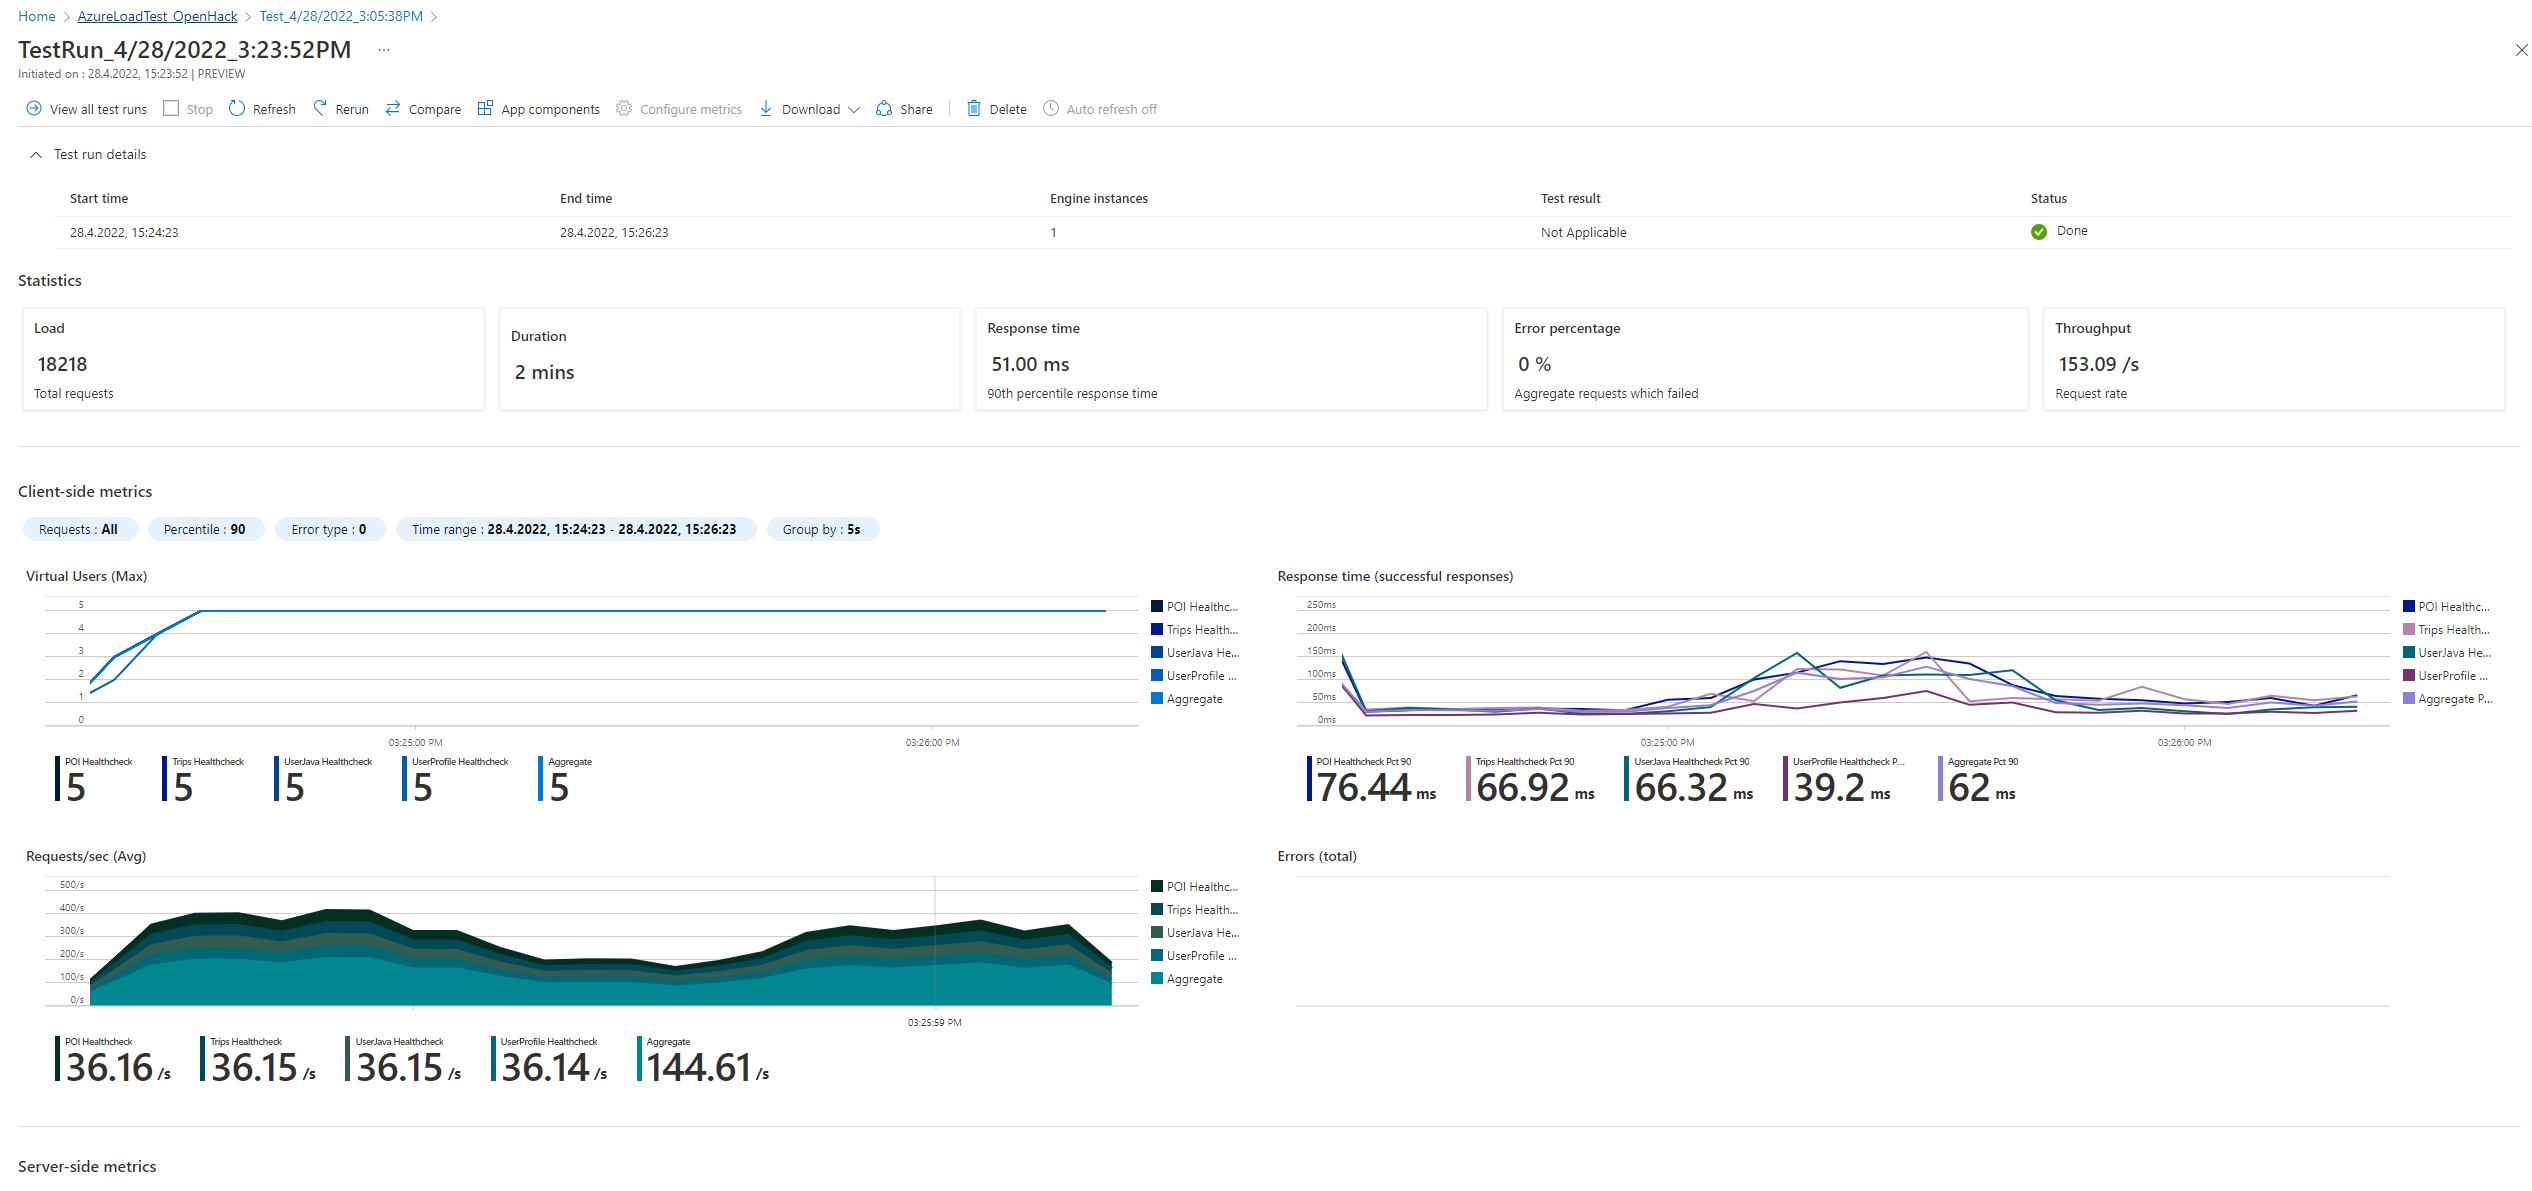 Home > AzureLoadTest_OpenHack > Test_4/28/2022_3:05:38PM >
TestRun_4/28/2022_3:23:52PM ...
Initiated on : 28.4.2022, 15:23:52 | PREVIEW
View all test runs Stop Refresh Rerun Compare App components Configure metrics Download Share Delete Auto refresh off
Test run details
Start time End time Engine instances Test result Status
28.4.2022, 15:24:23 28.4.2022, 15:26:23 1 Not Applicable Done
Statistics
Load
18218
Total requests
Duration
2 mins
Response time
51.00 ms
90th percentile response time
Error percentage
0 %
Aggregate requests which failed
Throughput
153.09 /s
Request rate
Client-side metrics
Requests : All Percentile : 90 Error type : 0 Time range : 28.4.2022, 15:24:23 - 28.4.2022, 15:26:23 Group by : 5s
Virtual Users (Max)
5
4
3
2
1
0
03:25:00 PM 03:26:00 PM
POI Healthc...
Trips Health...
UserJava He...
UserProfile ...
Aggregate
POI Healthcheck Trips Healthcheck UserJava Healthcheck UserProfile Healthcheck Aggregate
5 5 5 5 5
Response time (successful responses)
250ms
200ms
150ms
100ms
50ms
0ms
03:25:00 PM 03:26:00 PM
POI Healthc...
Trips Health...
UserJava He...
UserProfile ...
Aggregate P...
POI Healthcheck Pct 90 Trips Healthcheck Pct 90 UserJava Healthcheck Pct 90 UserProfile Healthcheck P... Aggregate Pct 90
76.44 ms 66.92 ms 66.32 ms 39.2 ms 62 ms
Requests/sec (Avg)
500/s
400/s
300/s
200/s
100/s
0/s
03:25:59 PM
POI Healthc...
Trips Health...
UserJava He...
UserProfile ...
Aggregate
POI Healthcheck Trips Healthcheck UserJava Healthcheck UserProfile Healthcheck Aggregate
36.16 /s 36.15 /s 36.15 /s 36.14 /s 144.61 /s
Errors (total)
Server-side metrics